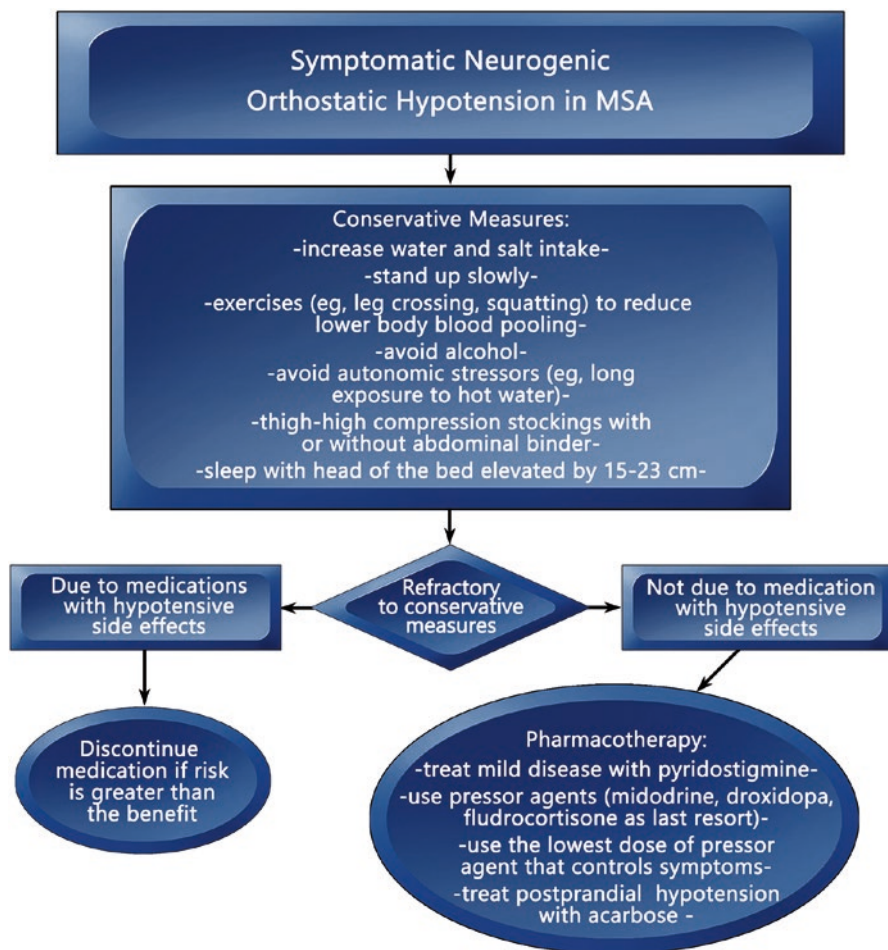 Symptomatic Neurogenic
Orthostatic Hypotension in MSA
Conservative Measures:
-increase water and salt intake-
-stand up slowly-
-exercises (eg, leg crossing, squatting) to reduce
lower body blood pooling-
-avoid alcohol-
-avoid autonomic stressors (eg, long
exposure to hot water)-
-thigh-high compression stockings with
or without abdominal binder-
-sleep with head of the bed elevated by 15-23 cm-
Due to medications
with hypotensive
side effects
Refractory
to conservative
measures
Not due to medication
with hypotensive
side effects
Discontinue
medication if risk
is greater than
the benefit
Pharmacotherapy:
-treat mild disease with pyridostigmine-
-use pressor agents (midodrine, droxidopa,
fludrocortisone as last resort)-
-use the lowest dose of pressor
agent that controls symptoms-
-treat postprandial hypotension
with acarbose -